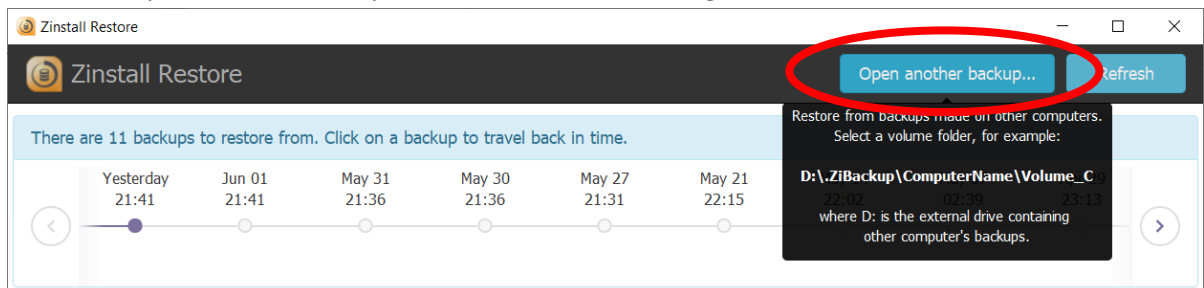 Zinstall Restore
Zinstall Restore
Open another backup...
Refresh
There are 11 backups to restore from. Click on a backup to travel back in time.
Restore from backups made on other computers.
Select a volume folder, for example:
D:\.ZiBackup\ComputerName\Volume_C
where D: is the external drive containing
other computer's backups.
Yesterday
21:41
Jun 01
21:41
May 31
21:36
May 30
21:36
May 27
21:31
May 21
22:15
22:02
02:39
23:13